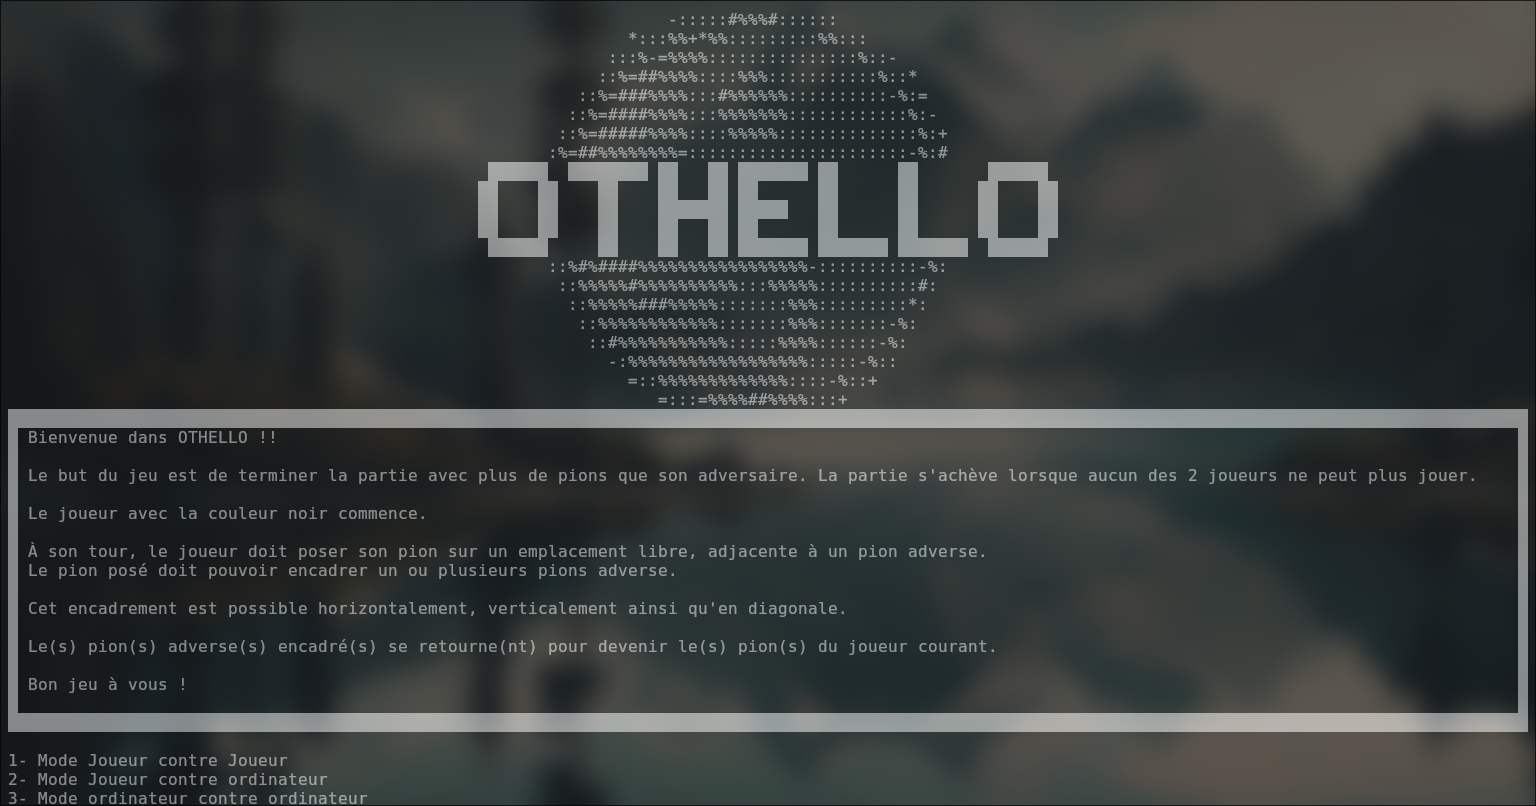 OTHELLO
Bienvenue dans OTHELLO !!
Le but du jeu est de terminer la partie avec plus de pions que son adversaire. La partie s'achève lorsque aucun des 2 joueurs ne peut plus jouer.
Le joueur avec la couleur noir commence.
À son tour, le joueur doit poser son pion sur un emplacement libre, adjacente à un pion adverse.
Le pion posé doit pouvoir encadrer un ou plusieurs pions adverse.
Cet encadrement est possible horizontalement, verticalement ainsi qu'en diagonale.
Le(s) pion(s) adverse(s) encadré(s) se retourne(nt) pour devenir le(s) pion(s) du joueur courant.
Bon jeu à vous !
1- Mode Joueur contre Joueur
2- Mode Joueur contre ordinateur
3- Mode ordinateur contre ordinateur